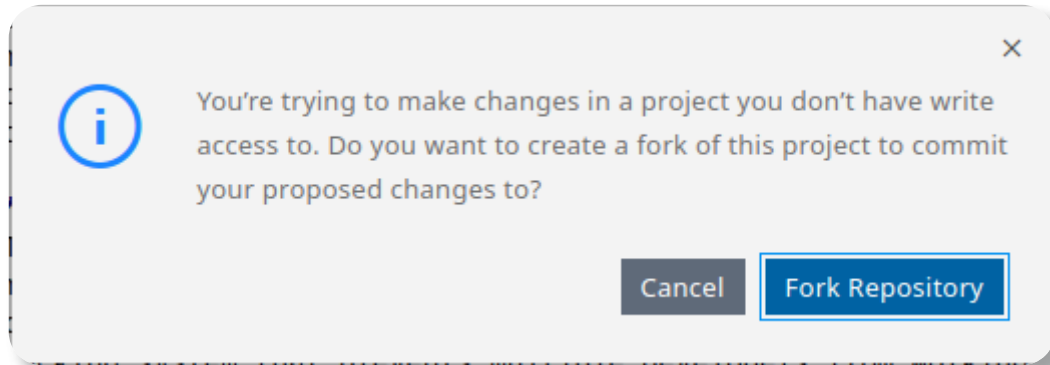 You’re trying to make changes in a project you don’t have write
access to. Do you want to create a fork of this project to commit
your proposed changes to?
Cancel
Fork Repository